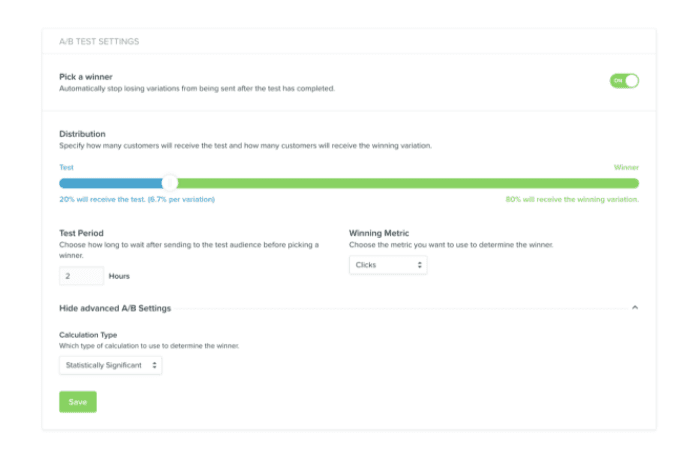 A/B TEST SETTINGS
Pick a winner
Automatically stop losing variations from being sent after the test has completed.
ON
Distribution
Specify how many customers will receive the test and how many customers will receive the winning variation.
Test
Winner
20% will receive the test. (6.7% per variation)
80% will receive the winning variation.
Test Period
Choose how long to wait after sending to the test audience before picking a
winner.
2
Hours
Winning Metric
Choose the metric you want to use to determine the winner.
Clicks
Hide advanced A/B Settings
Calculation Type
Which type of calculation to use to determine the winner.
Statistically Significant
Save